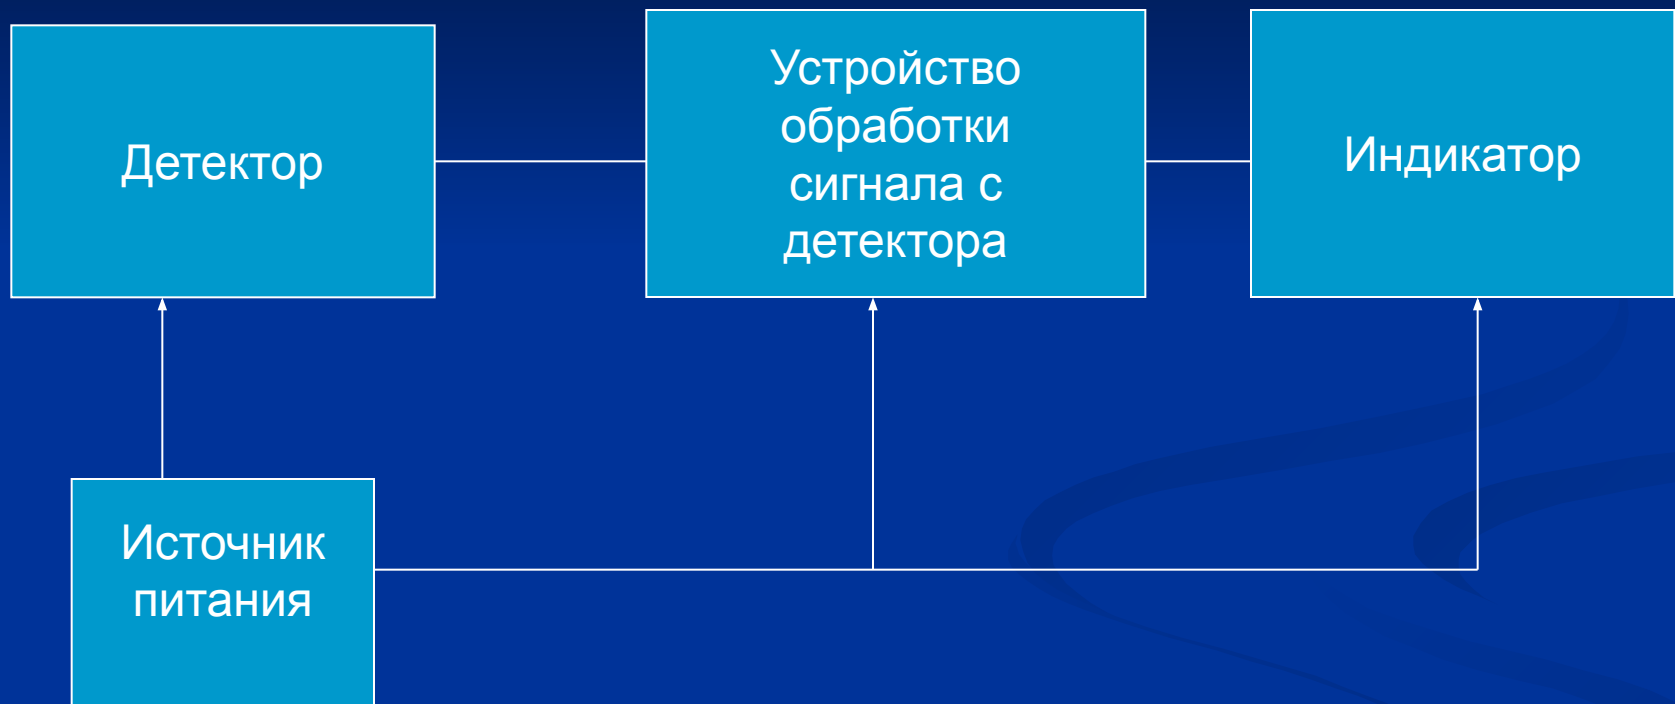 Детектор
Устройство
обработки
сигнала с
детектора
Индикатор
Источник
питания